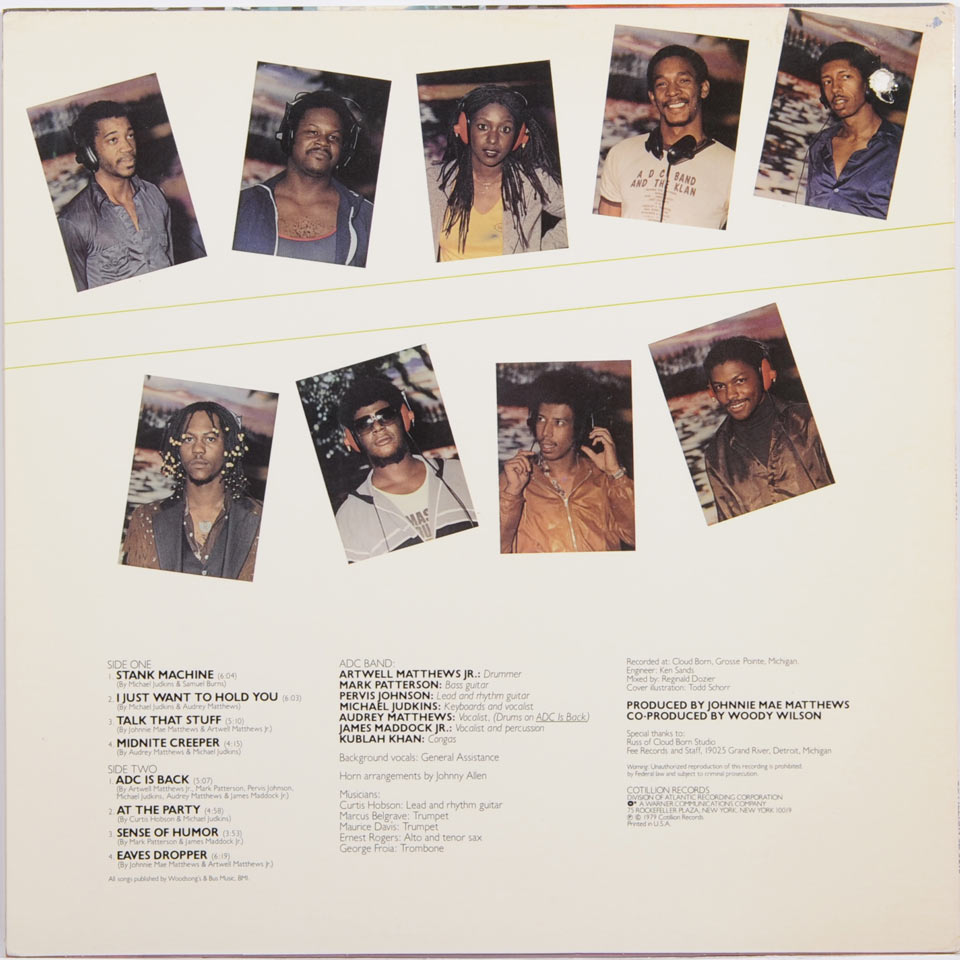 A D C BAND
AND THE KLAN
SIDE ONE
1. STANK MACHINE (6:04)
(By Michael Judkins & Samuel Burns)
2. I JUST WANT TO HOLD YOU (6:03)
(By Michael Judkins & Audrey Matthews)
3. TALK THAT STUFF (5:10)
(By Johnnie Mae Matthews & Artwell Matthews Jr.)
4. MIDNITE CREEPER (4:15)
(By Audrey Matthews & Michael Judkins)
SIDE TWO
1. ADC IS BACK (5:07)
(By Artwell Matthews Jr., Mark Patterson, Pervis Johnson,
Michael Judkins, Audrey Matthews & James Maddock Jr.)
2. AT THE PARTY (4:58)
(By Curtis Hobson & Michael Judkins)
3. SENSE OF HUMOR (3:53)
(By Mark Patterson & James Maddock Jr.)
4. EAVES DROPPER (6:19)
(By Johnnie Mae Matthews & Artwell Matthews Jr.)
All songs published by Woodsong's & Bus Music, BMI.
ADC BAND:
ARTWELL MATTHEWS JR.: Drummer
MARK PATTERSON: Bass guitar
PERVIS JOHNSON: Lead and rhythm guitar
MICHAEL JUDKINS: Keyboards and vocalist
AUDREY MATTHEWS: Vocalist, (Drums on ADC Is Back)
JAMES MADDOCK JR.: Vocalist and percussion
KUBLAH KHAN: Congas
Background vocals: General Assistance
Horn arrangements by Johnny Allen
Musicians:
Curtis Hobson: Lead and rhythm guitar
Marcus Belgrave: Trumpet
Maurice Davis: Trumpet
Ernest Rogers: Alto and tenor sax
George Froia: Trombone
Recorded at: Cloud Born, Grosse Pointe, Michigan.
Engineer: Ken Sands
Mixed by: Reginald Dozier
Cover illustration: Todd Schorr
PRODUCED BY JOHNNIE MAE MATTHEWS
CO-PRODUCED BY WOODY WILSON
Special thanks to:
Russ of Cloud Born Studio
Fee Records and Staff, 19025 Grand River, Detroit, Michigan
Warning: Unauthorized reproduction of this recording is prohibited
by Federal law and subject to criminal prosecution.
COTILLION RECORDS
DIVISION OF ATLANTIC RECORDING CORPORATION
A WARNER COMMUNICATIONS COMPANY
75 ROCKEFELLER PLAZA, NEW YORK, NEW YORK 10019
℗ © 1979 Cotillion Records
Printed in U.S.A.